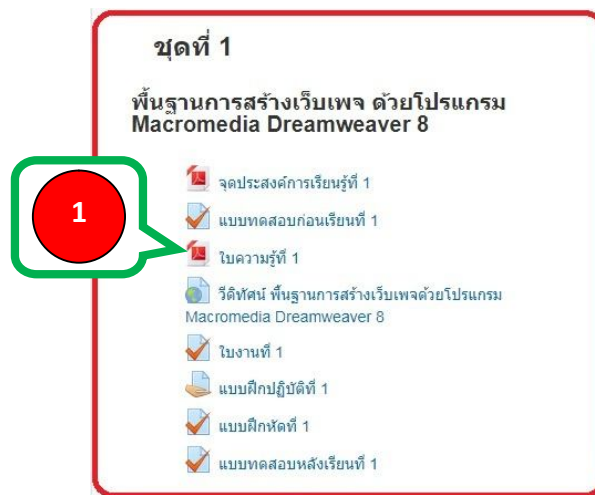 ชุดที่ 1
พื้นฐานการสร้างเว็บเพจ ด้วยโปรแกรม
Macromedia Dreamweaver 8
จุดประสงค์การเรียนรู้ที่ 1
แบบทดสอบก่อนเรียนที่ 1
1
ใบความรู้ที่ 1
วีดิทัศน์ พื้นฐานการสร้างเว็บเพจด้วยโปรแกรม
Macromedia Dreamweaver 8
ใบงานที่ 1
แบบฝึกปฏิบัติที่ 1
แบบฝึกหัดที่ 1
แบบทดสอบหลังเรียนที่ 1